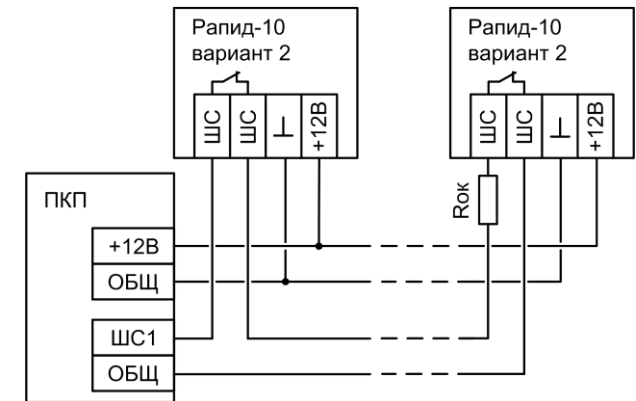 Рапид-10
вариант 2
ШС
ШС
⊥
+12В
Рапид-10
вариант 2
ШС
ШС
⊥
+12В
Rок
ПКП
+12В
ОБЩ
ШС1
ОБЩ